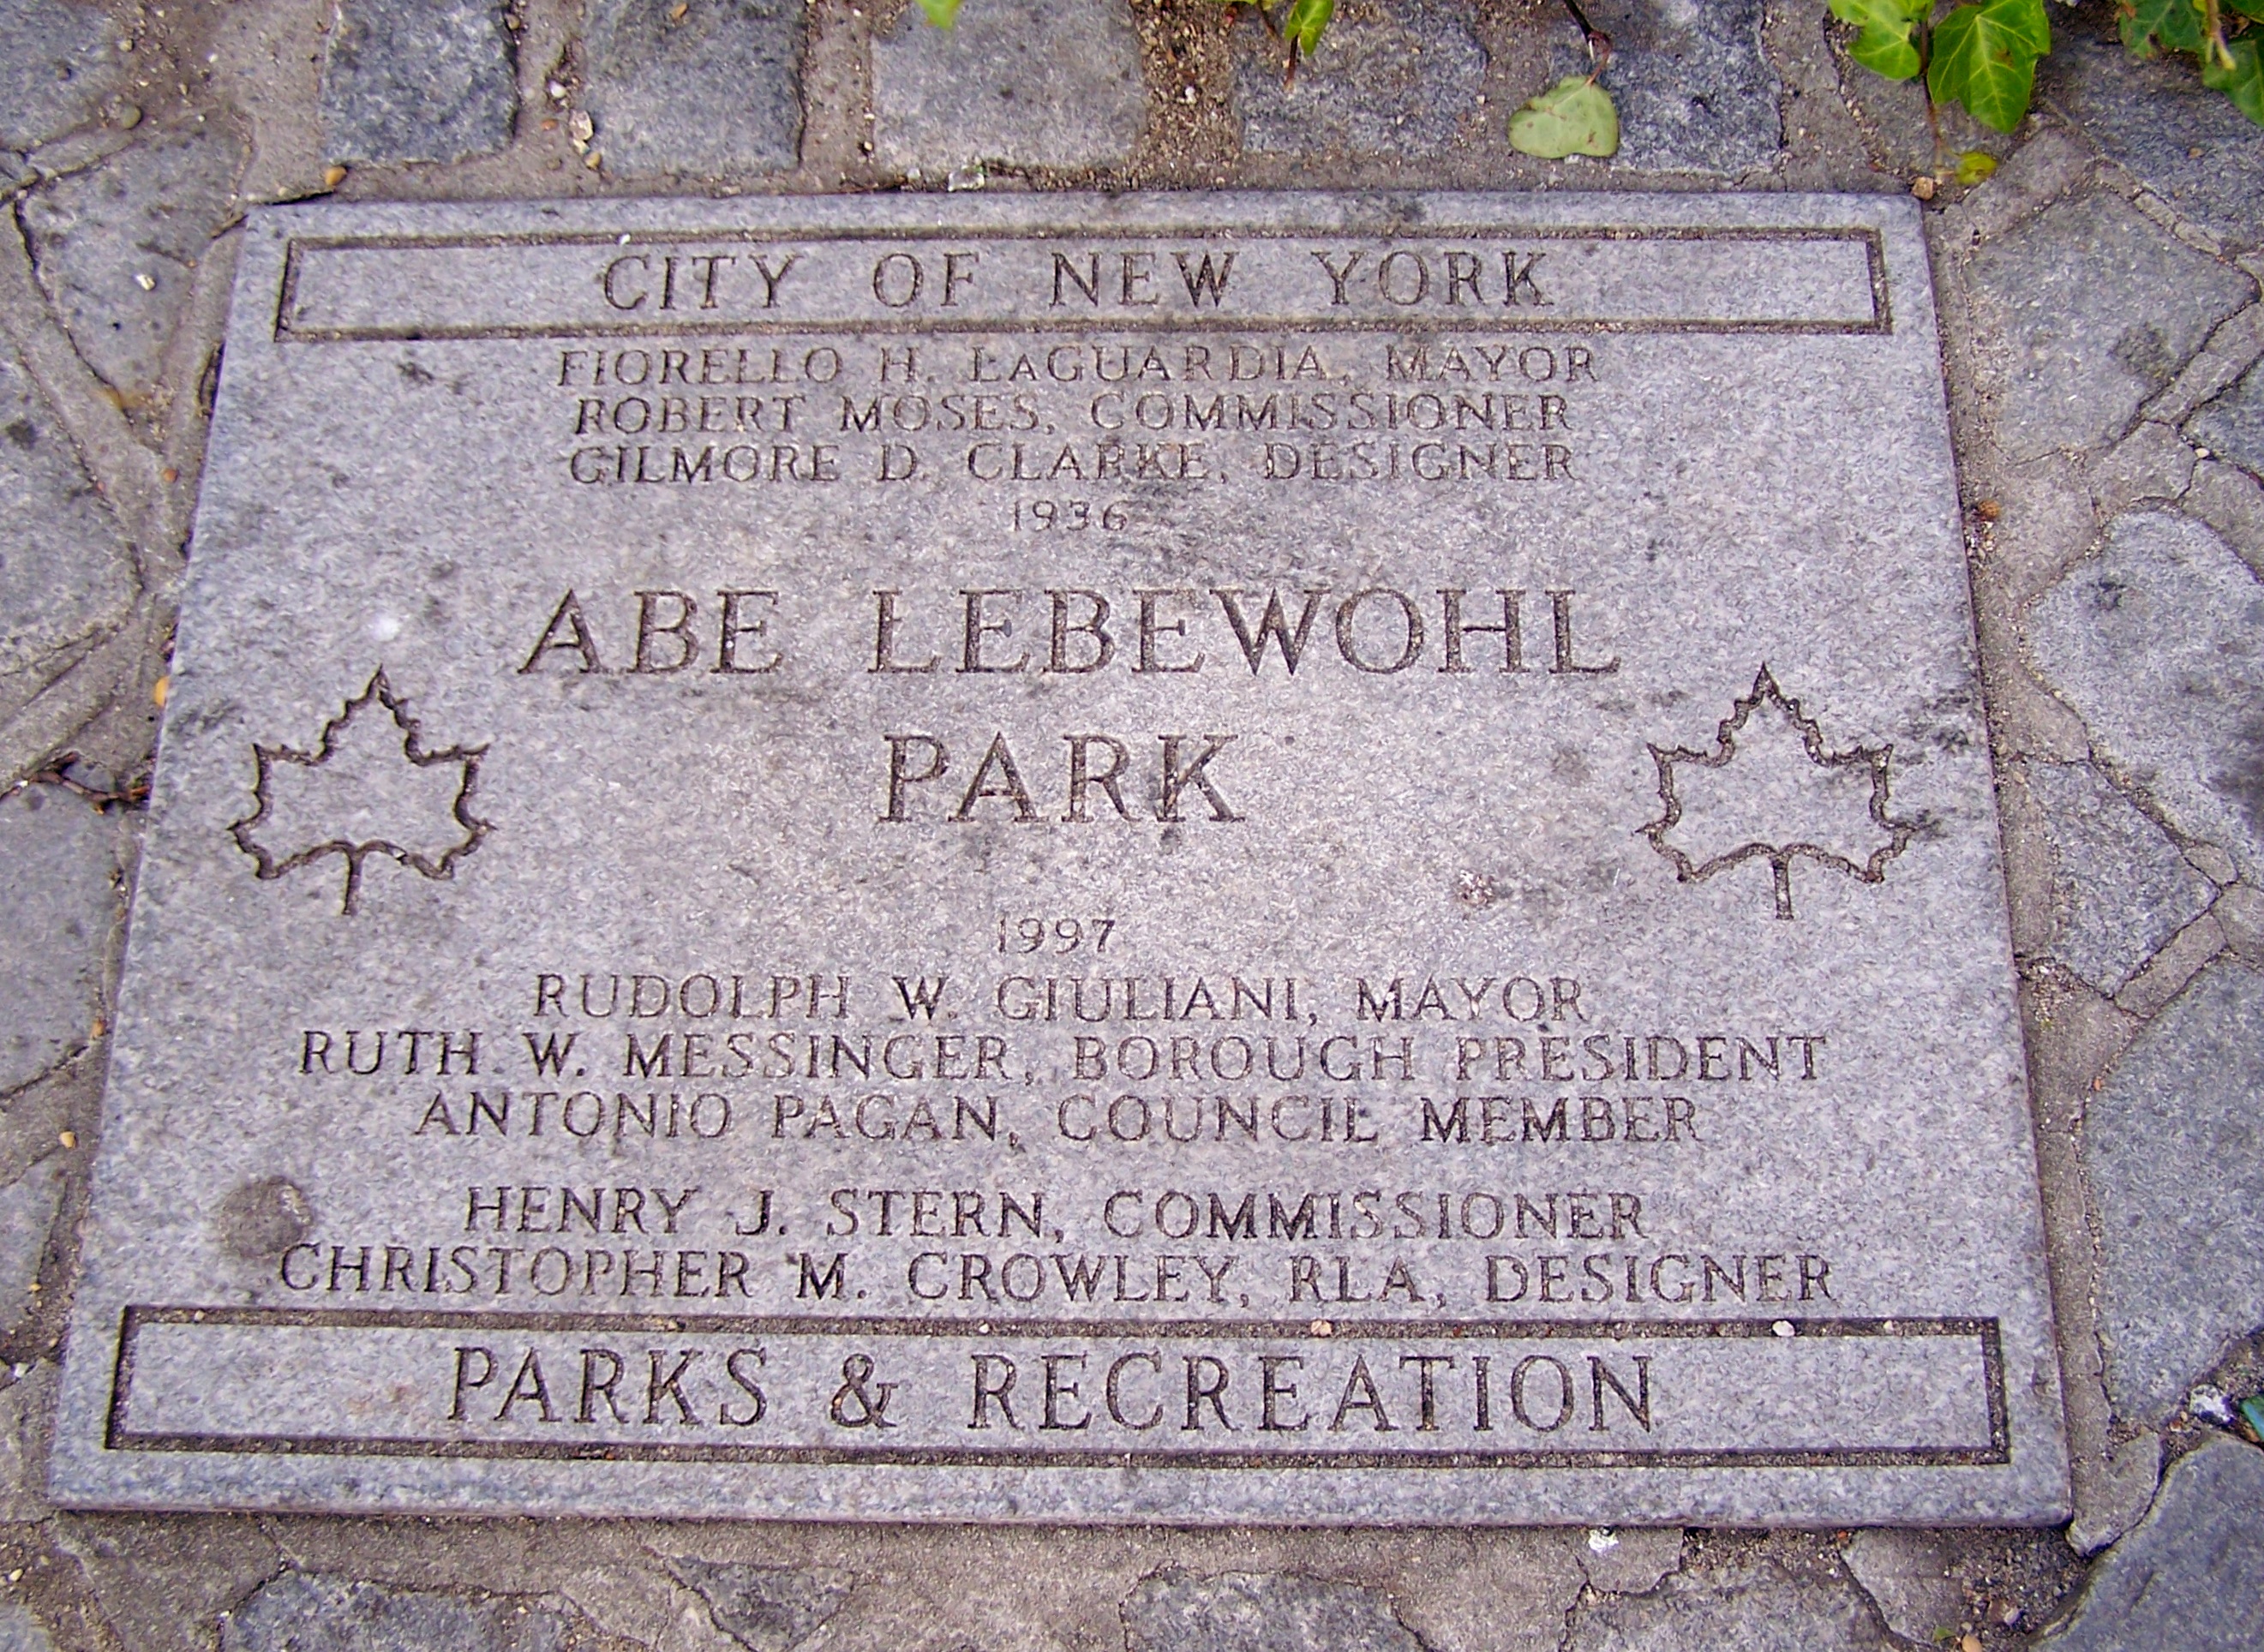 CITY OF NEW YORK
FIORELLO H. LAGUARDIA, MAYOR
ROBERT MOSES, COMMISSIONER
GILMORE D. CLARKE, DESIGNER
1936
ABE LEBEWOHL
PARK
1997
RUDOLPH W. GIULIANI, MAYOR
RUTH W. MESSINGER, BOROUGH PRESIDENT
ANTONIO PAGAN, COUNCIL MEMBER
HENRY J. STERN, COMMISSIONER
CHRISTOPHER M. CROWLEY, RLA, DESIGNER
PARKS & RECREATION